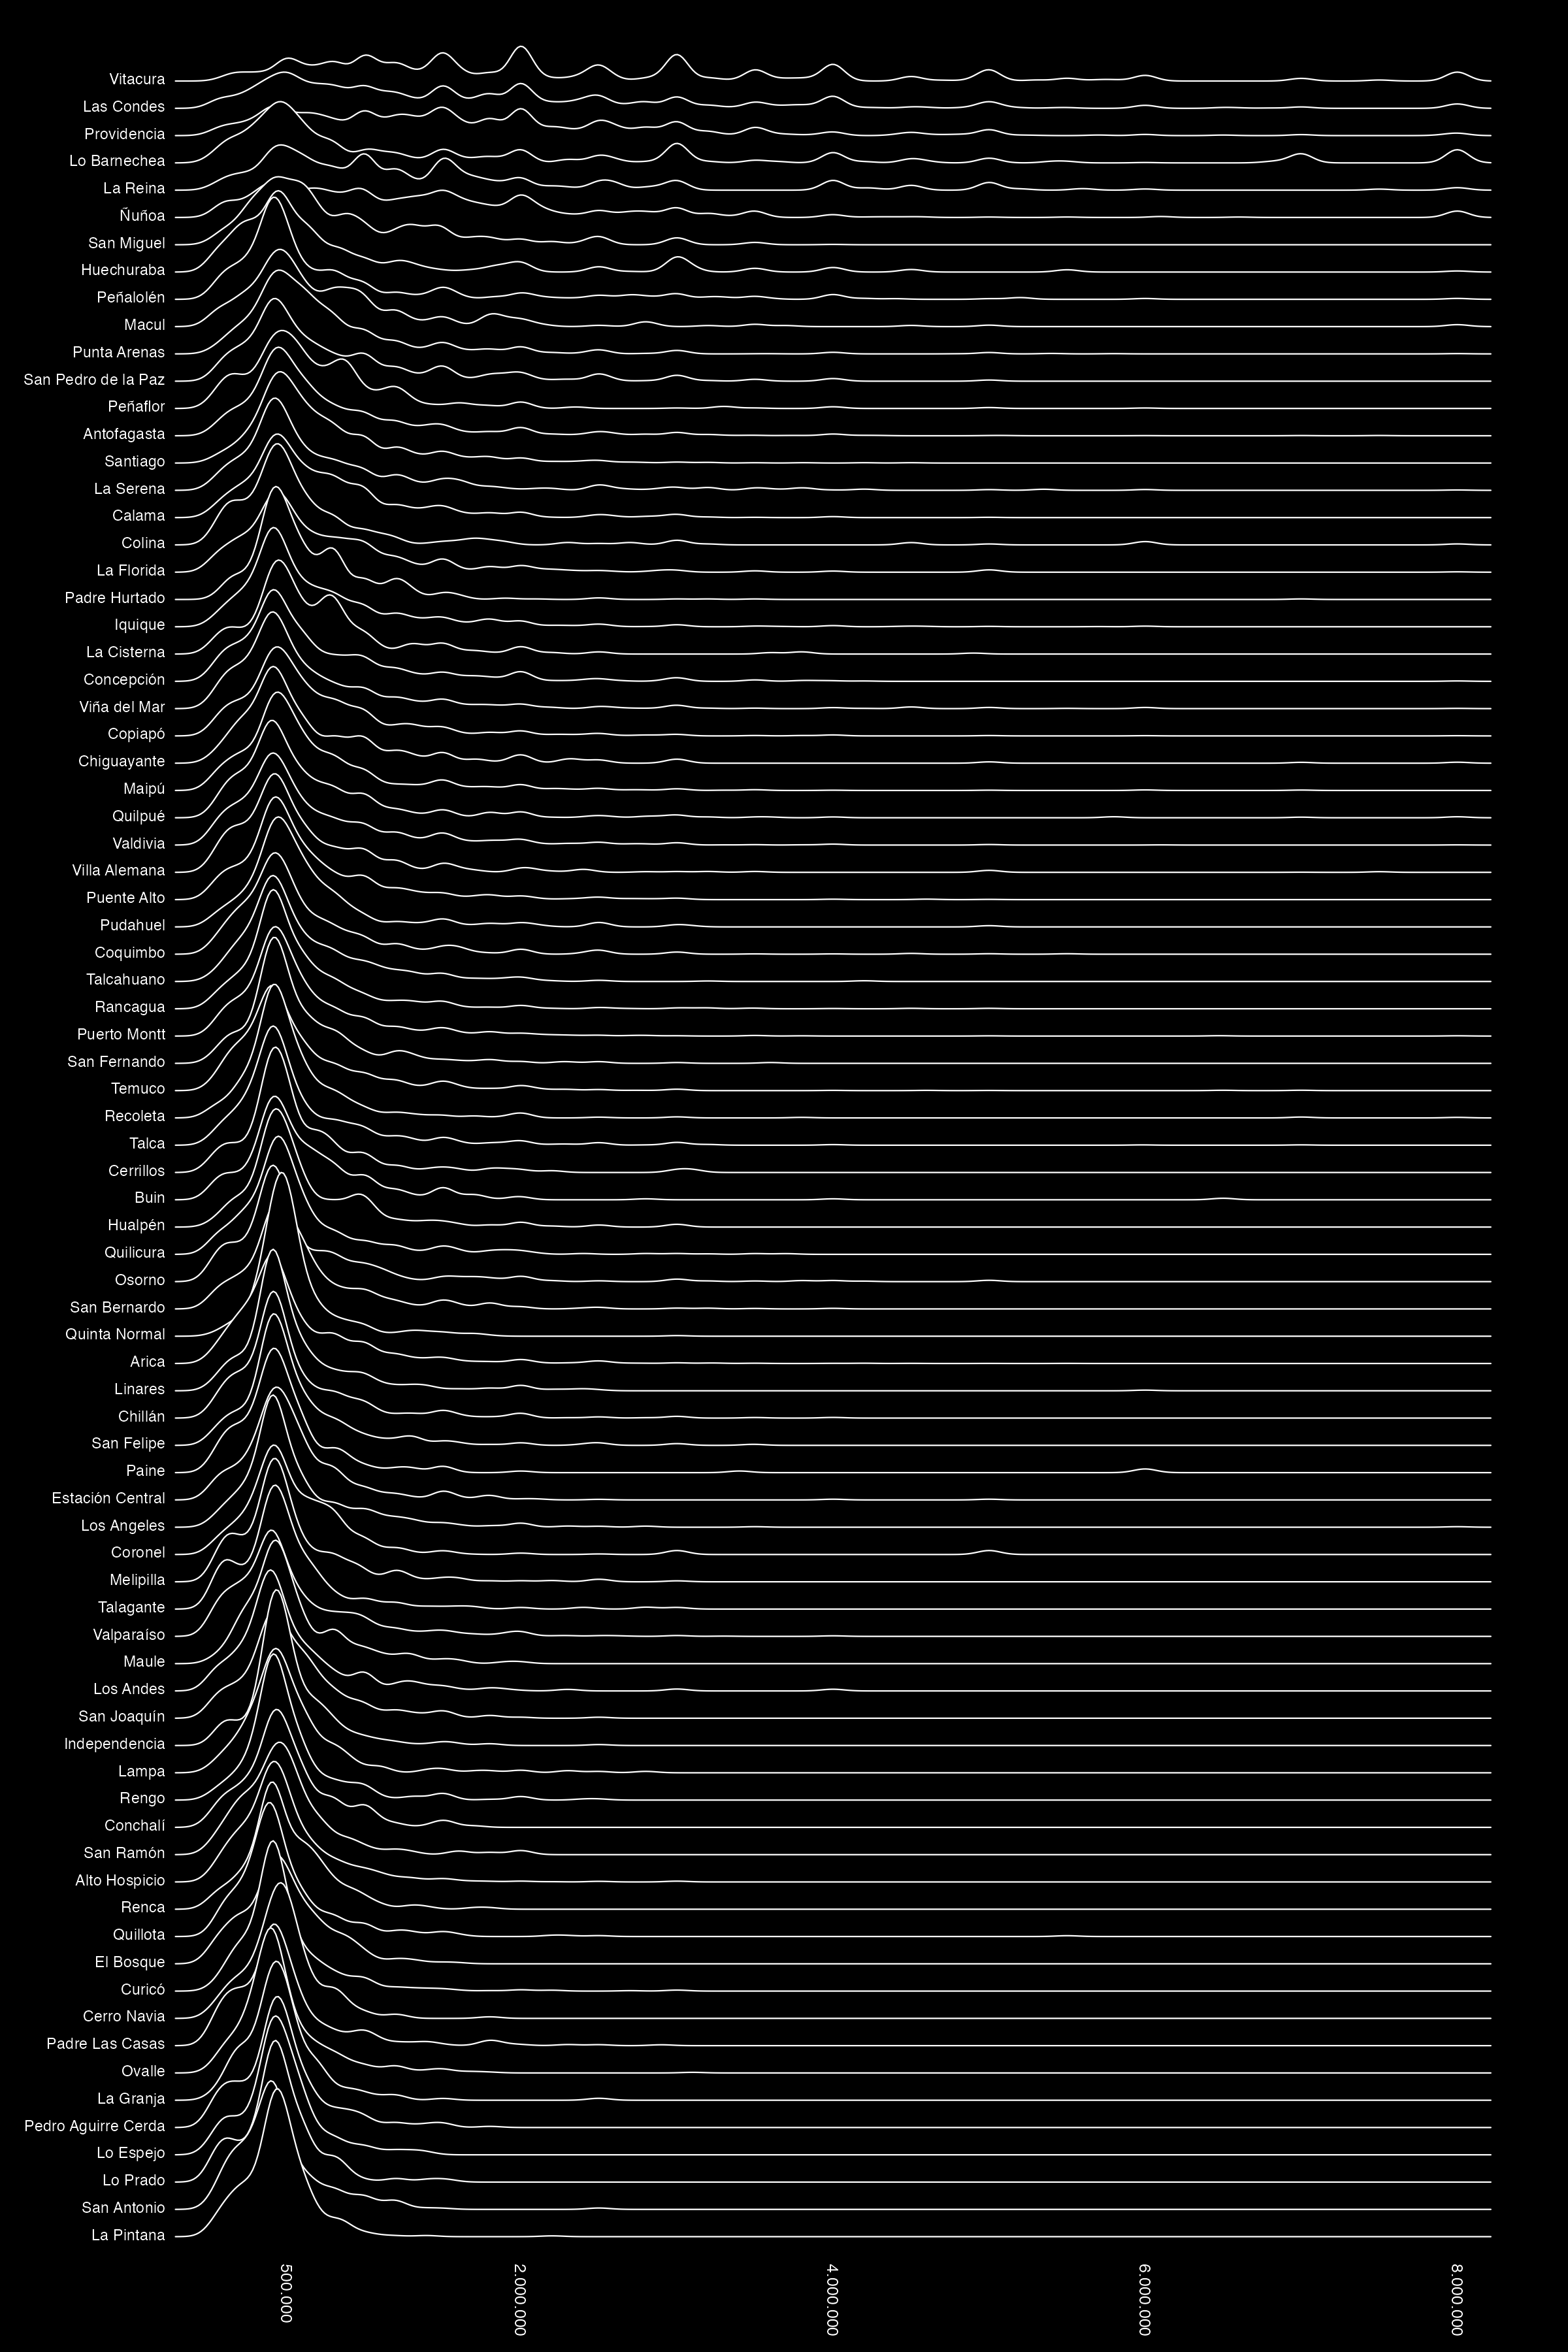 Vitacura
Las Condes
Providencia
Lo Barnechea
La Reina
Ñuñoa
San Miguel
Huechuraba
Peñalolén
Macul
Punta Arenas
San Pedro de la Paz
Peñaflor
Antofagasta
Santiago
La Serena
Calama
Colina
La Florida
Padre Hurtado
Iquique
La Cisterna
Concepción
Viña del Mar
Copiapó
Chiguayante
Maipú
Quilpué
Valdivia
Villa Alemana
Puente Alto
Pudahuel
Coquimbo
Talcahuano
Rancagua
Puerto Montt
San Fernando
Temuco
Recoleta
Talca
Cerrillos
Buin
Hualpén
Quilicura
Osorno
San Bernardo
Quinta Normal
Arica
Linares
Chillán
San Felipe
Paine
Estación Central
Los Angeles
Coronel
Melipilla
Talagante
Valparaíso
Maule
Los Andes
San Joaquín
Independencia
Lampa
Rengo
Conchalí
San Ramón
Alto Hospicio
Renca
Quillota
El Bosque
Curicó
Cerro Navia
Padre Las Casas
Ovalle
La Granja
Pedro Aguirre Cerda
Lo Espejo
Lo Prado
San Antonio
La Pintana
500.000
2.000.000
4.000.000
6.000.000
8.000.000